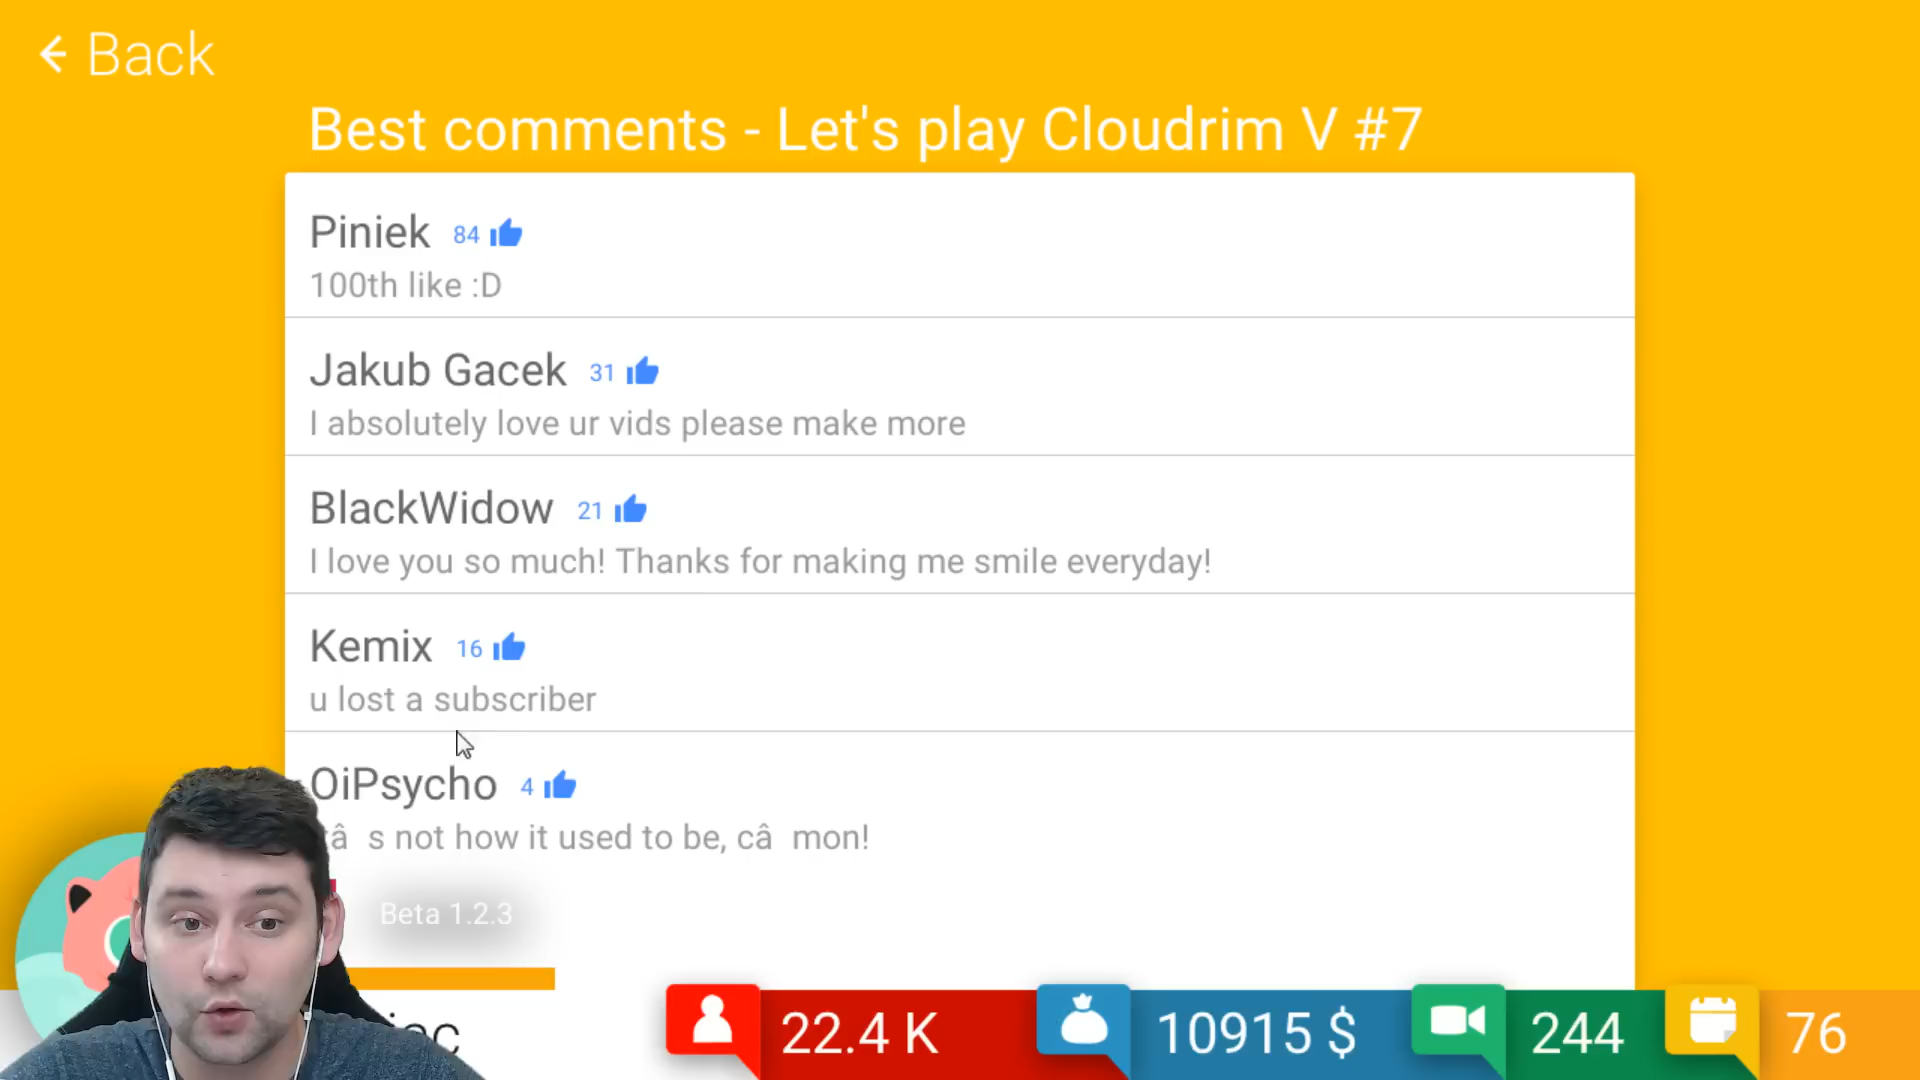 Back
Best comments - Let's play Cloudrim V #7
Piniek 84
100th like :D
Jakub Gacek 31
I absolutely love ur vids please make more
BlackWidow 21
I love you so much! Thanks for making me smile everyday!
Kemix 16
u lost a subscriber
OiPsycho 4
s not how it used to be, câ mon!
Beta 1.2.3
22.4 K
10915 $
244
76